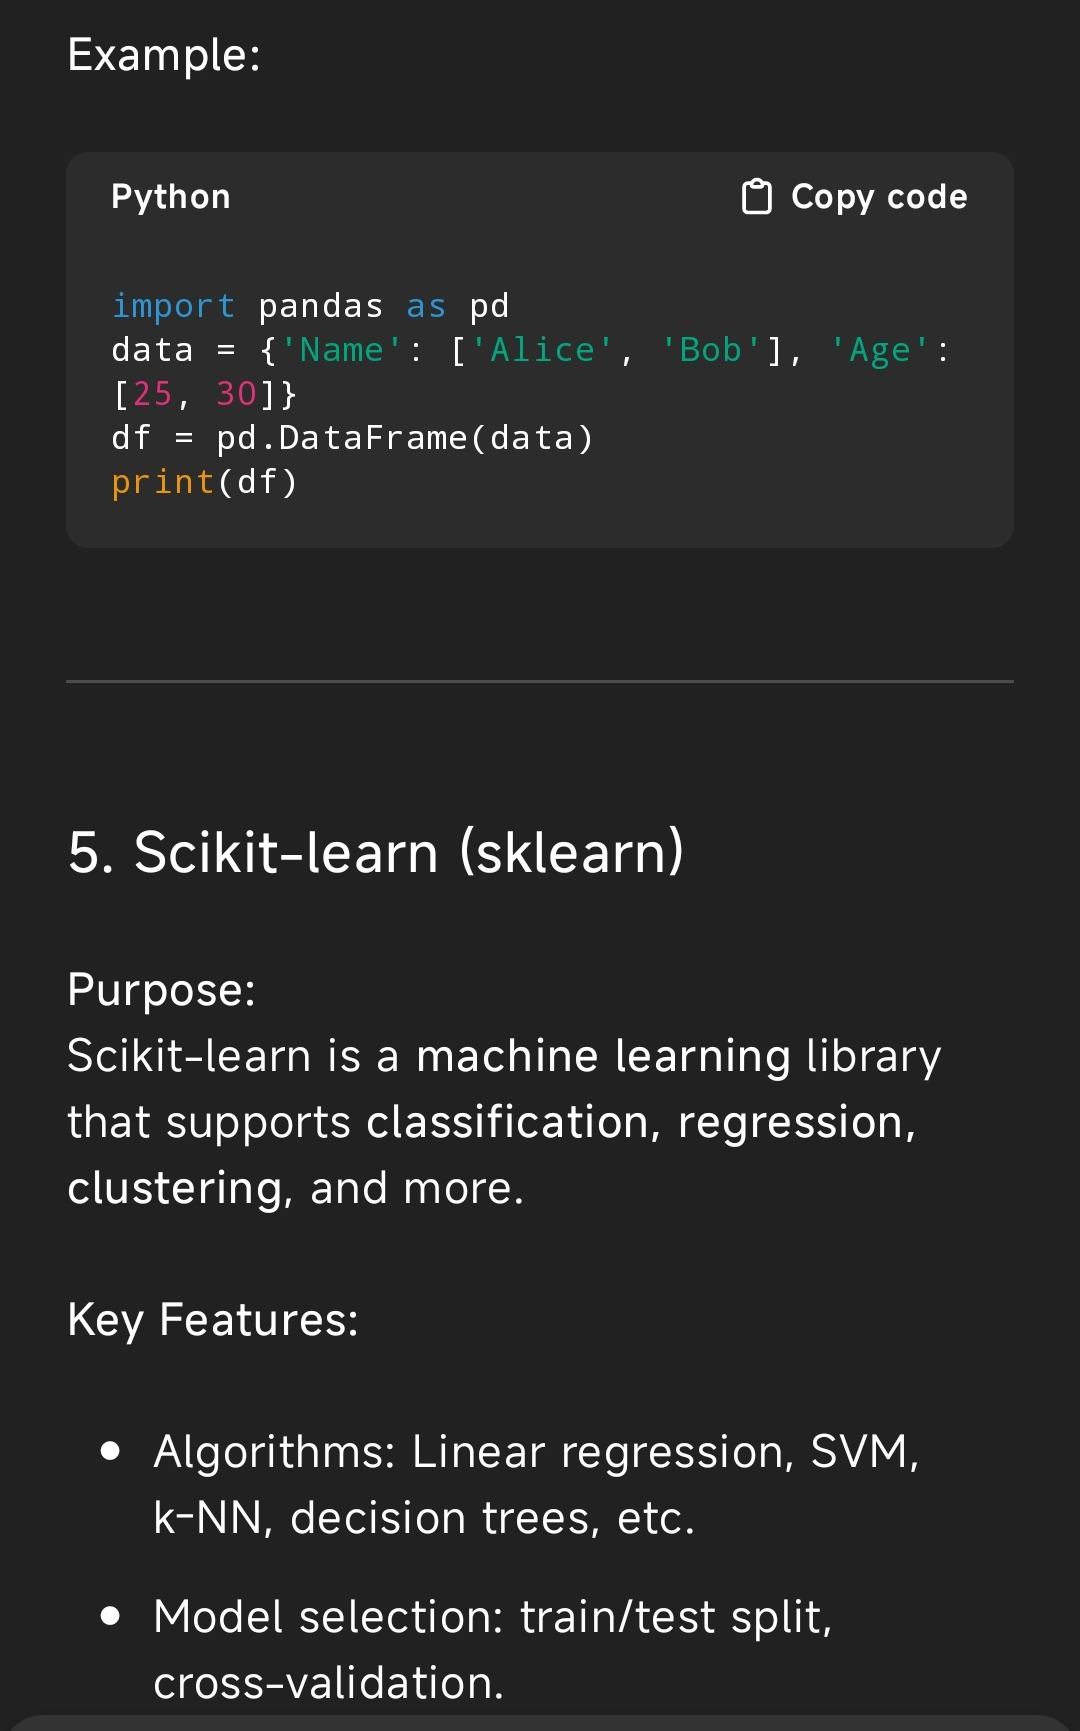 Example:
Python
Copy code
import pandas as pd
data = {'Name': ['Alice', 'Bob'], 'Age':
[25, 30]}
df = pd.DataFrame(data)
print(df)
5. Scikit-learn (sklearn)
Purpose:
Scikit-learn is a machine learning library
that supports classification, regression,
clustering, and more.
Key Features:
• Algorithms: Linear regression, SVM,
k-NN, decision trees, etc.
• Model selection: train/test split,
cross-validation.